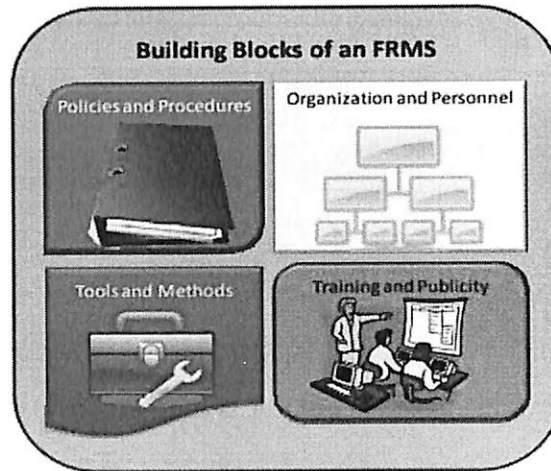 Building Blocks of an FRMS
Policies and Procedures
Organization and Personnel
Tools and Methods
Training and Publicity